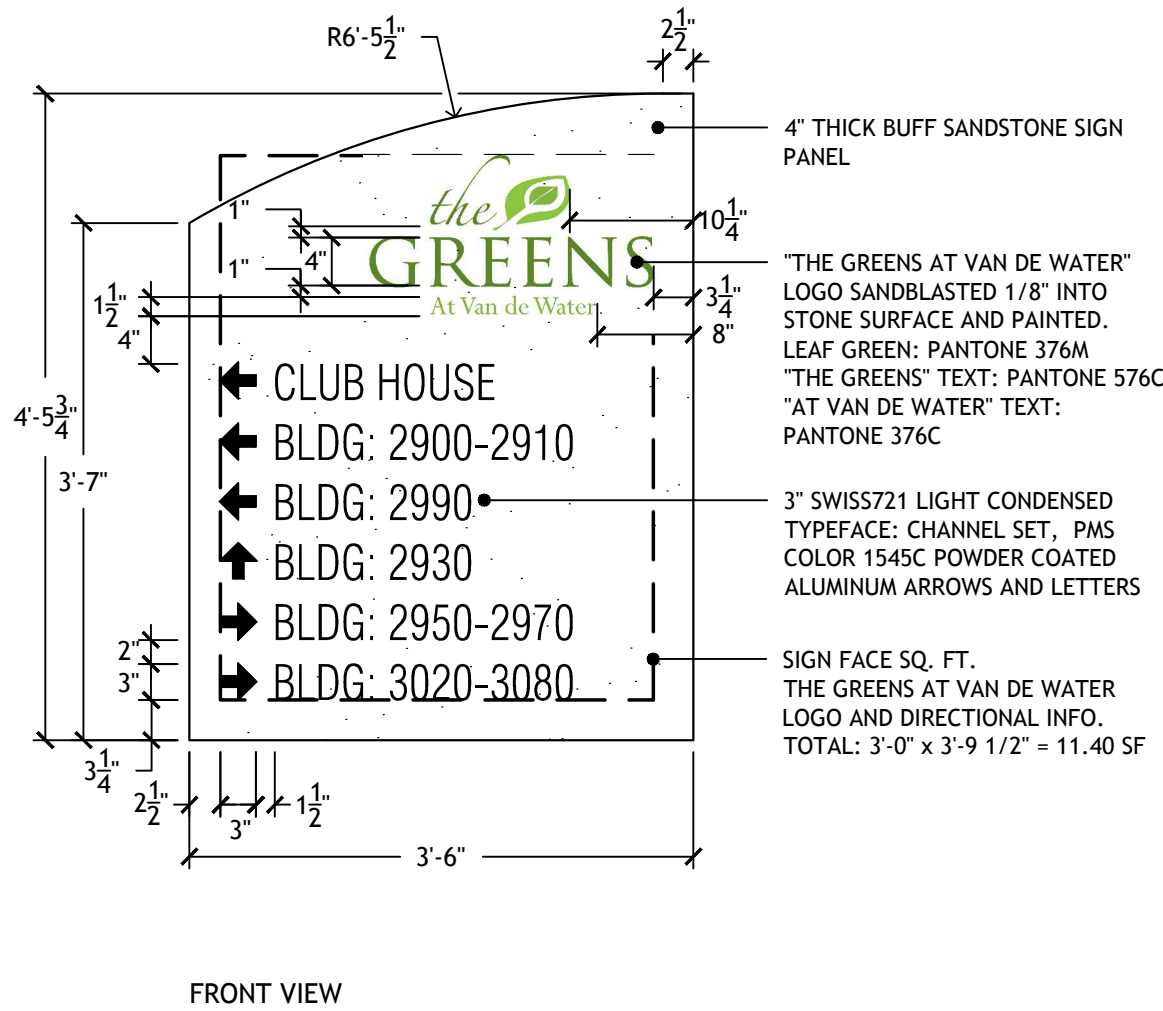 R6'-5 1/2"
2 1/2"
4" THICK BUFF SANDSTONE SIGN
PANEL
the
GREENS
At Van de Water
1"
4"
1"
1 1/2"
4"
10 1/4"
3 1/4"
8"
"THE GREENS AT VAN DE WATER"
LOGO SANDBLASTED 1/8" INTO
STONE SURFACE AND PAINTED.
LEAF GREEN: PANTONE 376M
"THE GREENS" TEXT: PANTONE 576C
"AT VAN DE WATER" TEXT:
PANTONE 376C
CLUB HOUSE
BLDG: 2900-2910
BLDG: 2990
BLDG: 2930
BLDG: 2950-2970
BLDG: 3020-3080
4'-5 3/4"
3'-7"
3" SWISS721 LIGHT CONDENSED
TYPEFACE: CHANNEL SET, PMS
COLOR 1545C POWDER COATED
ALUMINUM ARROWS AND LETTERS
2"
3"
3 1/4"
SIGN FACE SQ. FT.
THE GREENS AT VAN DE WATER
LOGO AND DIRECTIONAL INFO.
TOTAL: 3'-0" x 3'-9 1/2" = 11.40 SF
2 1/2"
3"
1 1/2"
3'-6"
FRONT VIEW